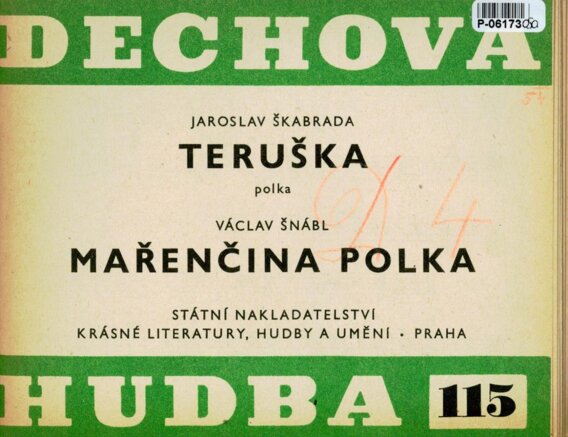 DECHOVÁ
P-06173
JAROSLAV ŠKABRADA
TERUŠKA
polka
D 4
VÁCLAV ŠNÁBL
MAŘENČINA POLKA
STÁTNÍ NAKLADATELSTVÍ
KRÁSNÉ LITERATURY, HUDBY A UMĚNÍ • PRAHA
HUDBA 115